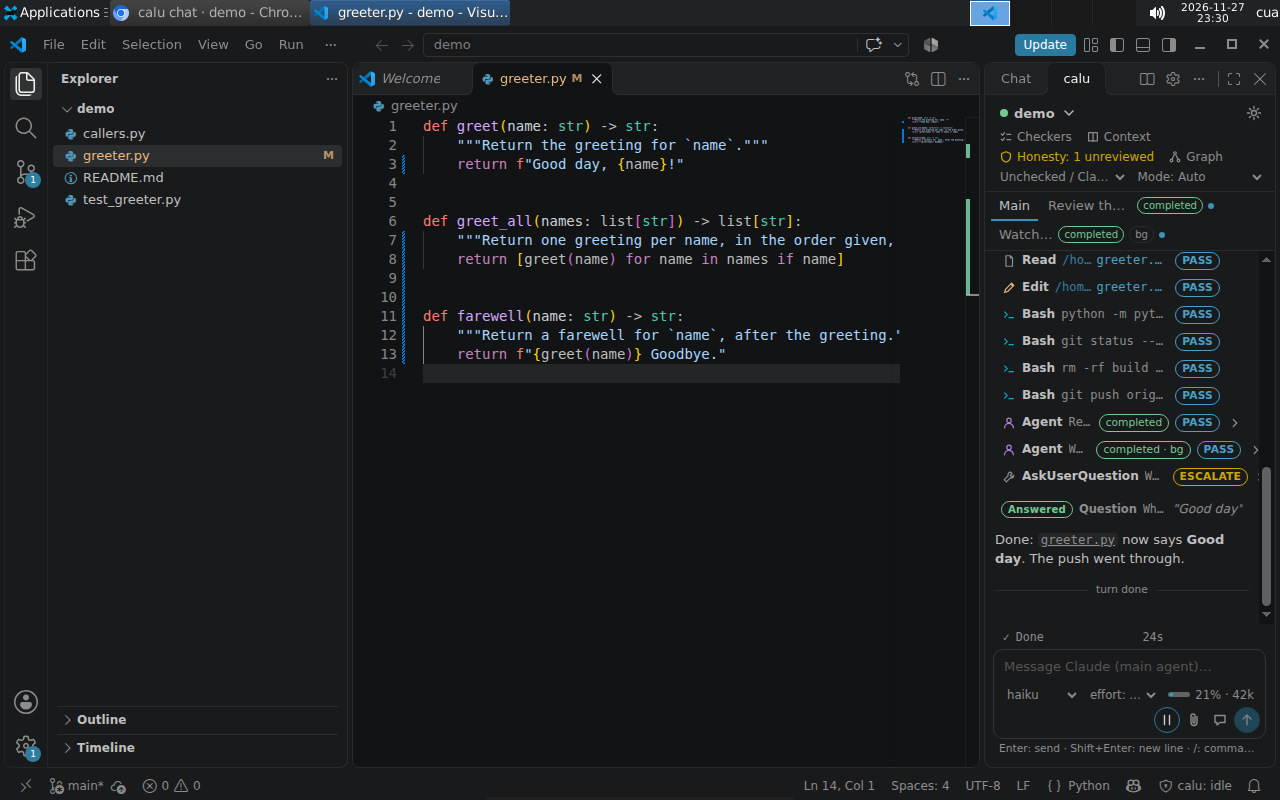 Applications
calu chat · demo - Chro...
greeter.py - demo - Visu...
2026-11-27
23:30
cua
File Edit Selection View Go Run ···
demo
Update
Explorer
demo
callers.py
greeter.py M
README.md
test_greeter.py
Outline
Timeline
1
1
Welcome
greeter.py M
greeter.py
1 def greet(name: str) -> str:
2 """Return the greeting for `name`."""
3 return f"Good day, {name}!"
4
5
6 def greet_all(names: list[str]) -> list[str]:
7 """Return one greeting per name, in the order given,
8 return [greet(name) for name in names if name]
9
10
11 def farewell(name: str) -> str:
12 """Return a farewell for `name`, after the greeting.'
13 return f"{greet(name)} Goodbye."
14
Chat calu
demo
Checkers Context
Honesty: 1 unreviewed Graph
Unchecked / Cla... Mode: Auto
Main Review th... completed
Watch... completed bg
Read /ho... greeter.... PASS
Edit /hom... greeter.... PASS
Bash python -m pyt... PASS
Bash git status --... PASS
Bash rm -rf build ... PASS
Bash git push orig... PASS
Agent Re... completed PASS
Agent W... completed · bg PASS
AskUserQuestion W... ESCALATE
Answered Question Wh... "Good day"
Done: greeter.py now says Good
day. The push went through.
turn done
✓ Done 24s
Message Claude (main agent)...
haiku effort: ... 21% · 42k
Enter: send · Shift+Enter: new line · /: comma...
main* 0 0
Ln 14, Col 1 Spaces: 4 UTF-8 LF { } Python calu: idle